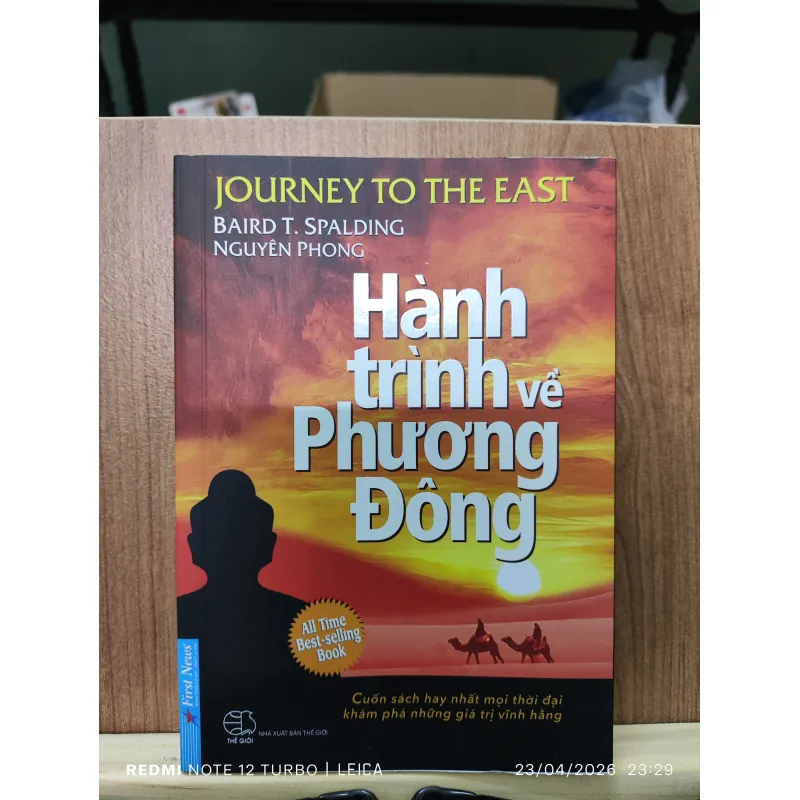 JOURNEY TO THE EAST
BAIRD T. SPALDING
NGUYÊN PHONG
Hành
trình về
Phương
Đông
All Time
Best-selling
Book
Cuốn sách hay nhất mọi thời đại
khám phá những giá trị vĩnh hằng
First News
THẾ GIỚI
NHÀ XUẤT BẢN THẾ GIỚI
REDMI NOTE 12 TURBO | LEICA
23/04/2026 23:29